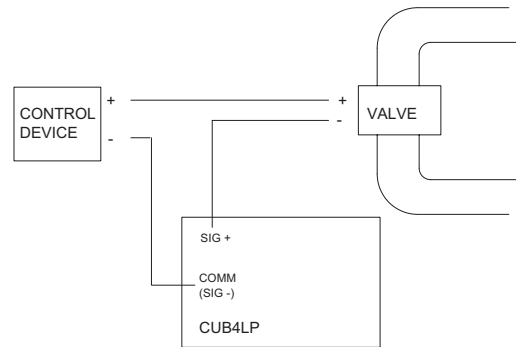 +
+
CONTROL
DEVICE
VALVE
-
-
SIG +
COMM
(SIG -)
CUB4LP